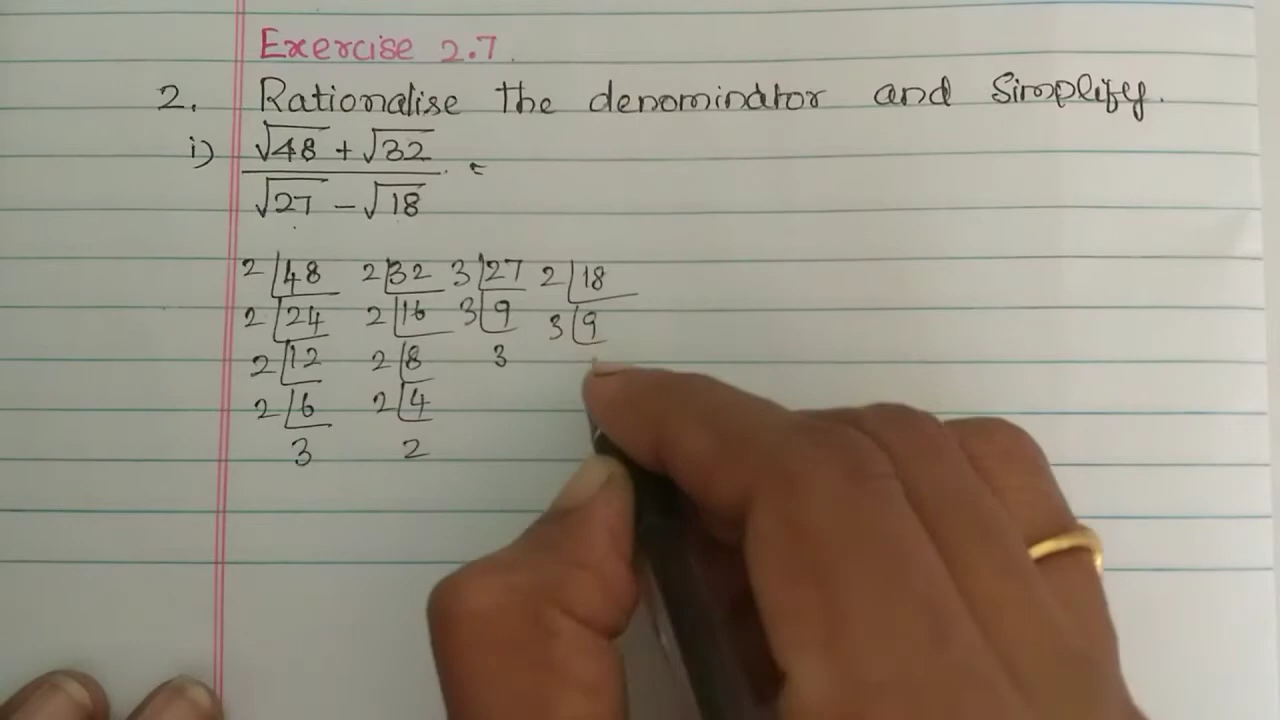 Exercise 2.7.
2. Rationalise the denominator and Simplify.
i) √48 + √32 =
√27 - √18
2 48 2 32 3 27 2 18
2 24 2 16 3 9 3 9
2 12 2 8 3
2 6 2 4
3 2